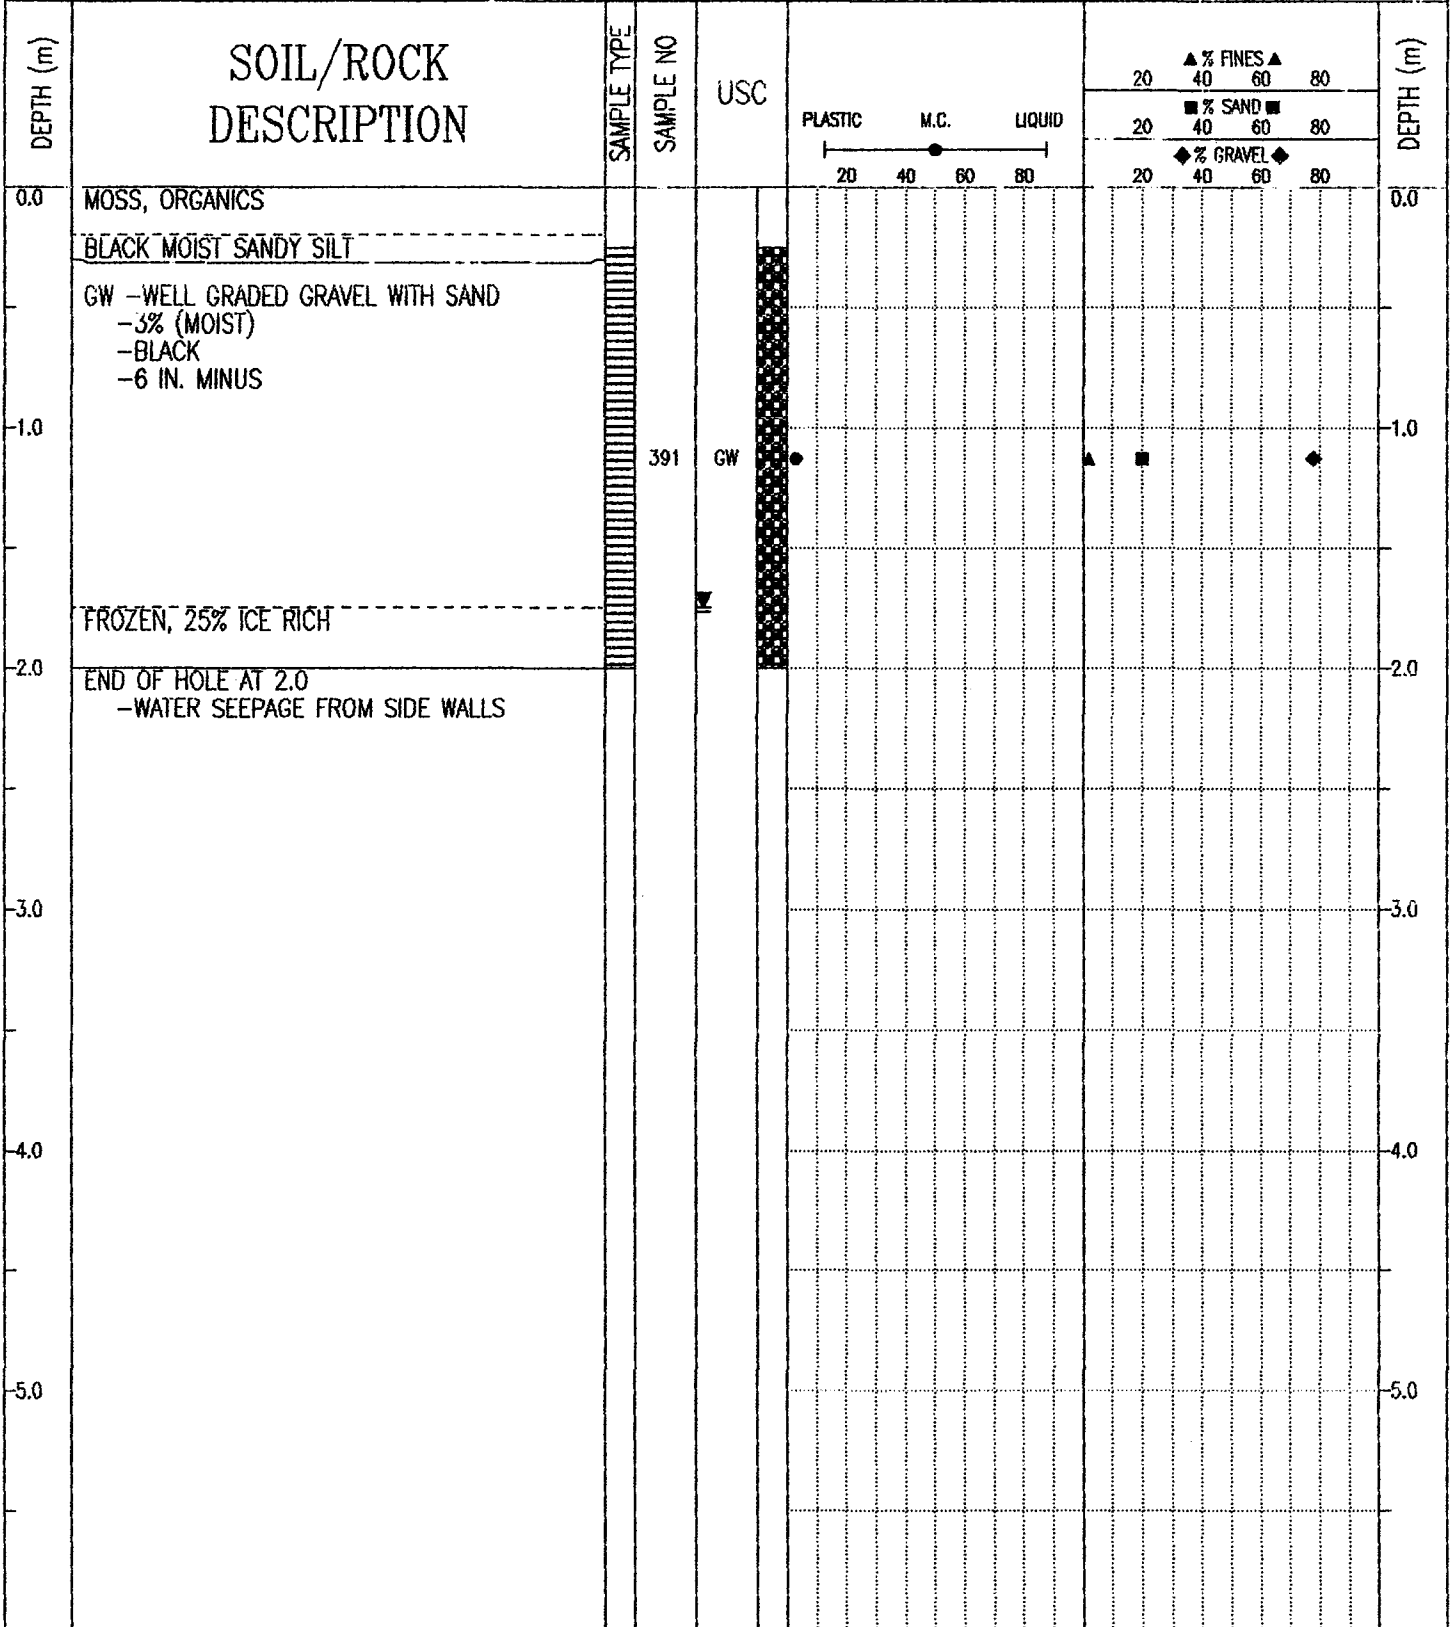 DEPTH (m)
SOIL/ROCK
DESCRIPTION
SAMPLE TYPE
SAMPLE NO
USC
PLASTIC M.C. LIQUID
20 40 60 80
▲ % FINES ▲
20 40 60 80
■ % SAND ■
20 40 60 80
◆ % GRAVEL ◆
20 40 60 80
DEPTH (m)
0.0 MOSS, ORGANICS 0.0
BLACK MOIST SANDY SILT
GW -WELL GRADED GRAVEL WITH SAND
-3% (MOIST)
-BLACK
-6 IN. MINUS
1.0 1.0
391 GW
FROZEN, 25% ICE RICH
2.0 2.0
END OF HOLE AT 2.0
-WATER SEEPAGE FROM SIDE WALLS
3.0 3.0
4.0 4.0
5.0 5.0